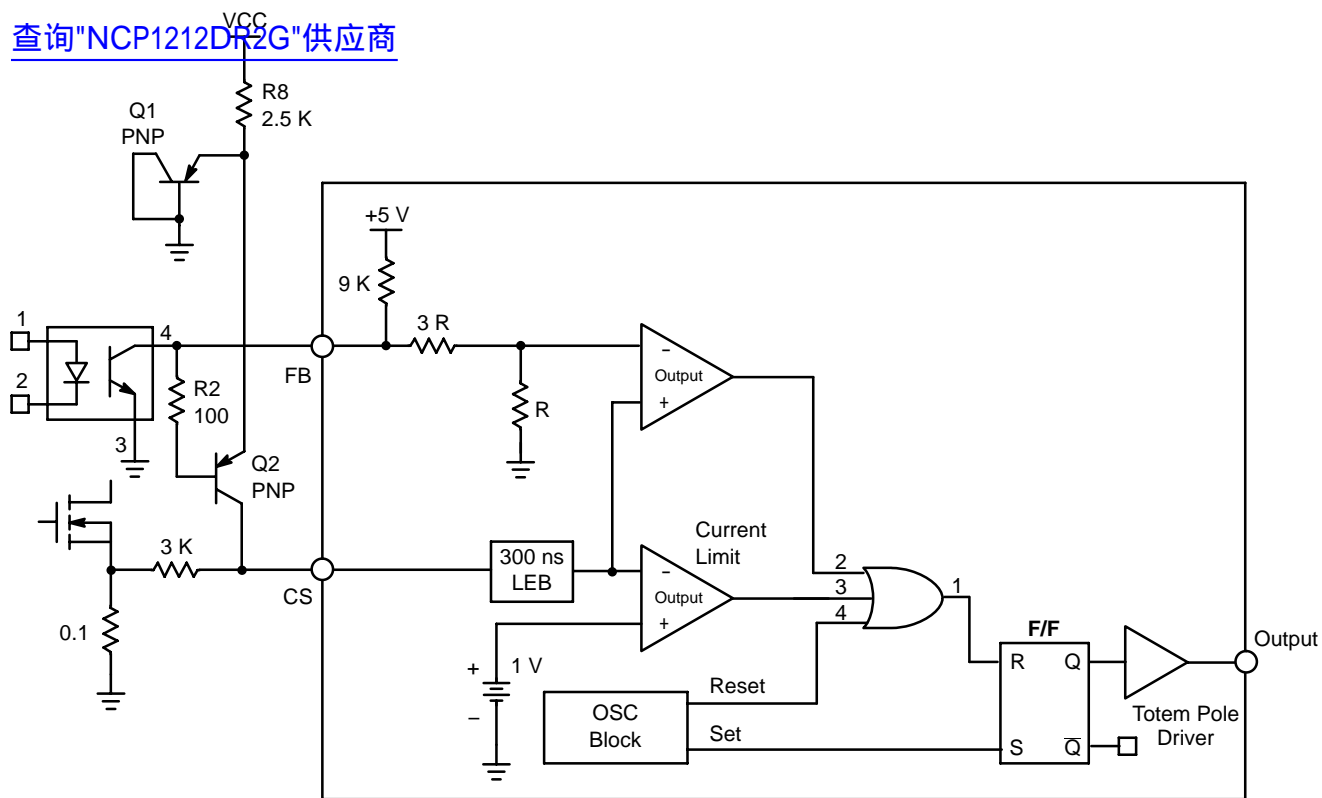 VCC
查询"NCP1212DR2G"供应商
R8
2.5 K
Q1
PNP
+5 V
9 K
1
2
4
3
FB
3 R
R
R2
100
Q2
PNP
−
Output
+
3 K
CS
0.1
300 ns
LEB
Current
Limit
−
Output
+
+
1 V
−
2
3
4
1
OSC
Block
Reset
Set
F/F
R
Q
S
Q̅
Totem Pole
Driver
Output